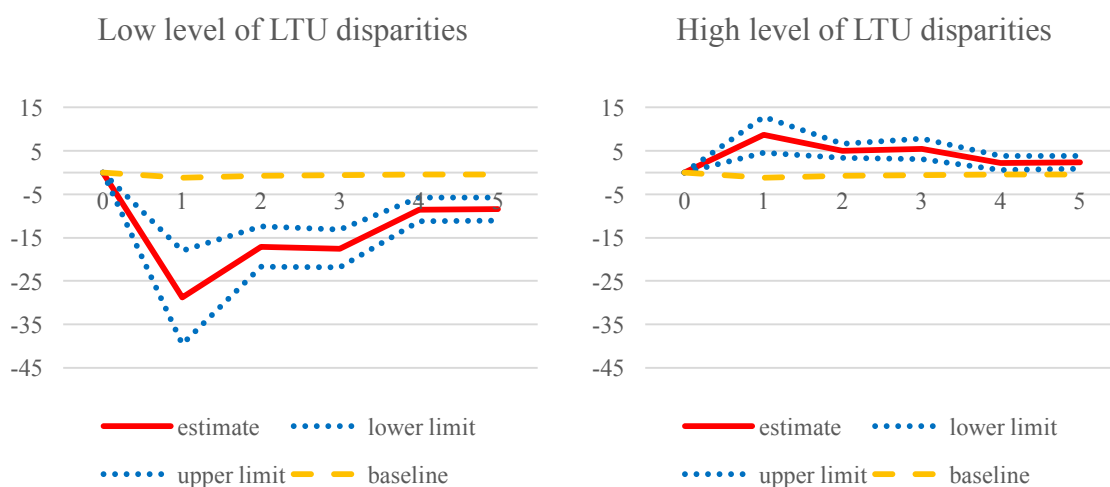 Low level of LTU disparities
15
5
-5
-15
-25
-35
-45
0 1 2 3 4 5
estimate lower limit
upper limit baseline
High level of LTU disparities
15
5
-5
-15
-25
-35
-45
0 1 2 3 4 5
estimate lower limit
upper limit baseline